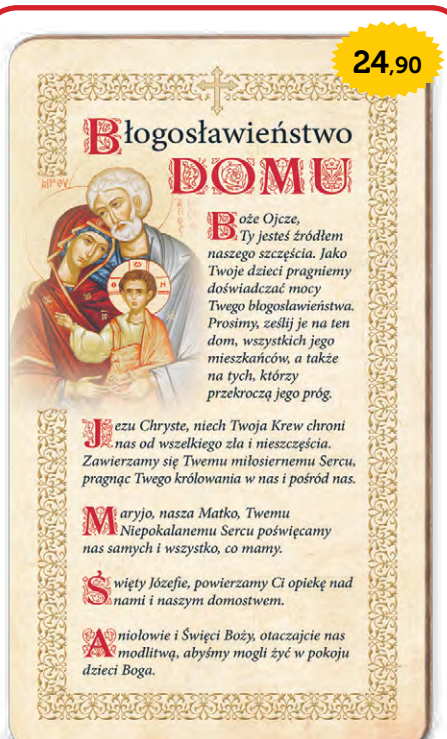 24,90
Błogosławieństwo
DOMU
Boże Ojcze,
Ty jesteś źródłem
naszego szczęścia. Jako
Twoje dzieci pragniemy
doświadczać mocy
Twego błogosławieństwa.
Prosimy, ześlij je na ten
dom, wszystkich jego
mieszkańców, a także
na tych, którzy
przekroczą jego próg.
Jezu Chryste, niech Twoja Krew chroni
nas od wszelkiego zła i nieszczęścia.
Zawierzamy się Twemu miłosiernemu Sercu,
pragnąc Twego królowania w nas i pośród nas.
Maryjo, nasza Matko, Twemu
Niepokalanemu Sercu poświęcamy
nas samych i wszystko, co mamy.
Święty Józefie, powierzamy Ci opiekę nad
nami i naszym domostwem.
Aniołowie i Święci Boży, otaczajcie nas
modlitwą, abyśmy mogli żyć w pokoju
dzieci Boga.